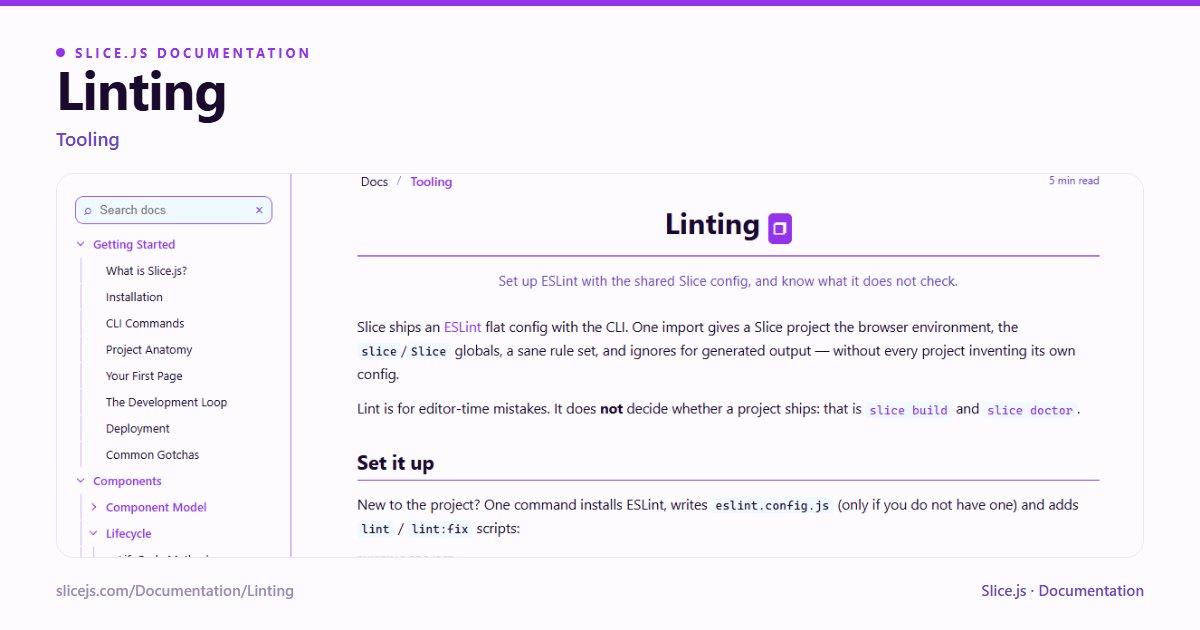 SLICE.JS DOCUMENTATION
Linting
Tooling
Search docs
Getting Started
What is Slice.js?
Installation
CLI Commands
Project Anatomy
Your First Page
The Development Loop
Deployment
Common Gotchas
Components
Component Model
Lifecycle
Docs / Tooling
5 min read
Linting
Set up ESLint with the shared Slice config, and know what it does not check.
Slice ships an ESLint flat config with the CLI. One import gives a Slice project the browser environment, the
slice / Slice globals, a sane rule set, and ignores for generated output — without every project inventing its own
config.
Lint is for editor-time mistakes. It does not decide whether a project ships: that is slice build and slice doctor.
Set it up
New to the project? One command installs ESLint, writes eslint.config.js (only if you do not have one) and adds
lint / lint:fix scripts:
slicejs.com/Documentation/Linting
Slice.js · Documentation